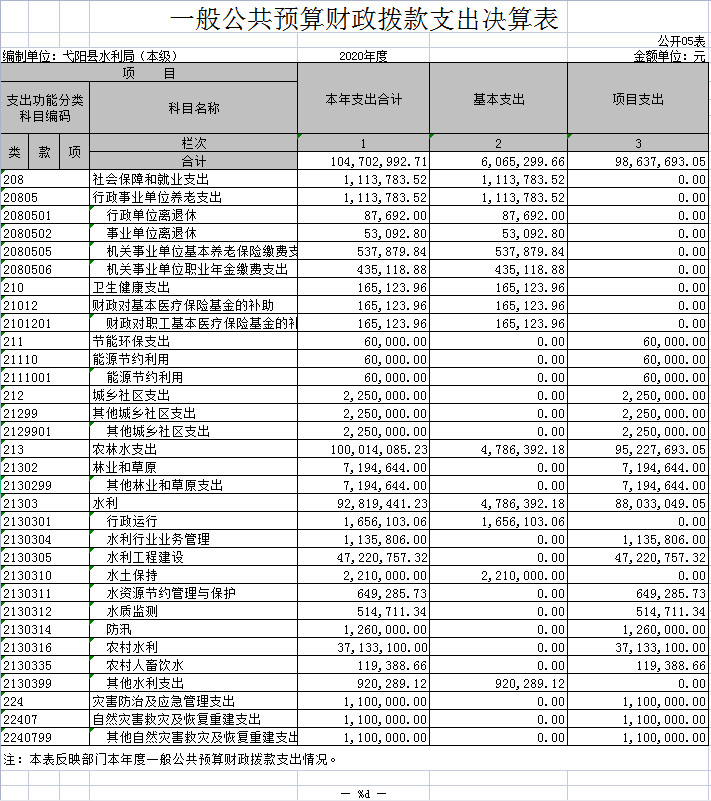 一般公共预算财政拨款支出决算表
公开05表
编制单位：弋阳县水利局（本级） 2020年度 金额单位：元
项 目 本年支出合计 基本支出 项目支出
支出功能分类科目编码 科目名称
类 款 项 栏次 1 2 3
合计 104,702,992.71 6,065,299.66 98,637,693.05
208 社会保障和就业支出 1,113,783.52 1,113,783.52 0.00
20805 行政事业单位养老支出 1,113,783.52 1,113,783.52 0.00
2080501 行政单位离退休 87,692.00 87,692.00 0.00
2080502 事业单位离退休 53,092.80 53,092.80 0.00
2080505 机关事业单位基本养老保险缴费支 537,879.84 537,879.84 0.00
2080506 机关事业单位职业年金缴费支出 435,118.88 435,118.88 0.00
210 卫生健康支出 165,123.96 165,123.96 0.00
21012 财政对基本医疗保险基金的补助 165,123.96 165,123.96 0.00
2101201 财政对职工基本医疗保险基金的补 165,123.96 165,123.96 0.00
211 节能环保支出 60,000.00 0.00 60,000.00
21110 能源节约利用 60,000.00 0.00 60,000.00
2111001 能源节约利用 60,000.00 0.00 60,000.00
212 城乡社区支出 2,250,000.00 0.00 2,250,000.00
21299 其他城乡社区支出 2,250,000.00 0.00 2,250,000.00
2129901 其他城乡社区支出 2,250,000.00 0.00 2,250,000.00
213 农林水支出 100,014,085.23 4,786,392.18 95,227,693.05
21302 林业和草原 7,194,644.00 0.00 7,194,644.00
2130299 其他林业和草原支出 7,194,644.00 0.00 7,194,644.00
21303 水利 92,819,441.23 4,786,392.18 88,033,049.05
2130301 行政运行 1,656,103.06 1,656,103.06 0.00
2130304 水利行业业务管理 1,135,806.00 0.00 1,135,806.00
2130305 水利工程建设 47,220,757.32 0.00 47,220,757.32
2130310 水土保持 2,210,000.00 2,210,000.00 0.00
2130311 水资源节约管理与保护 649,285.73 0.00 649,285.73
2130312 水质监测 514,711.34 0.00 514,711.34
2130314 防汛 1,260,000.00 0.00 1,260,000.00
2130316 农村水利 37,133,100.00 0.00 37,133,100.00
2130335 农村人畜饮水 119,388.66 0.00 119,388.66
2130399 其他水利支出 920,289.12 920,289.12 0.00
224 灾害防治及应急管理支出 1,100,000.00 0.00 1,100,000.00
22407 自然灾害救灾及恢复重建支出 1,100,000.00 0.00 1,100,000.00
2240799 其他自然灾害救灾及恢复重建支出 1,100,000.00 0.00 1,100,000.00
注：本表反映部门本年度一般公共预算财政拨款支出情况。
— %d —